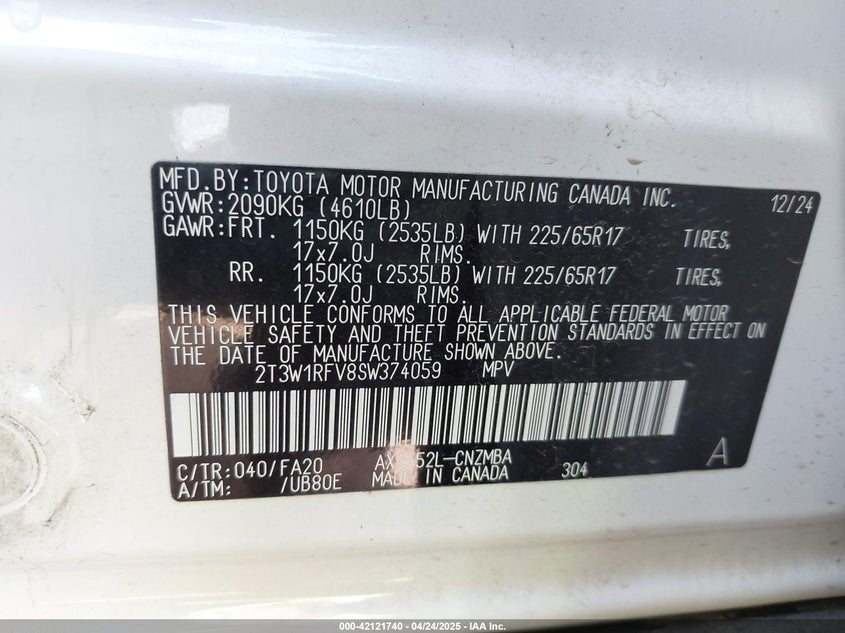 MFD.BY:TOYOTA MOTOR MANUFACTURING CANADA INC. 12/24
GVWR:2090KG (4610LB)
GAWR:FRT. 1150KG (2535LB) WITH 225/65R17 TIRES,
17x7.0J RIMS.
RR. 1150KG (2535LB) WITH 225/65R17 TIRES,
17x7.0J RIMS.
THIS VEHICLE CONFORMS TO ALL APPLICABLE FEDERAL MOTOR
VEHICLE SAFETY AND THEFT PREVENTION STANDARDS IN EFFECT ON
THE DATE OF MANUFACTURE SHOWN ABOVE.
2T3W1RFV8SW374059 MPV
C/TR:040/FA20
A/TM: /UB80E MADE IN CANADA 304 A
000-42121740 - 04/24/2025 - IAA Inc.